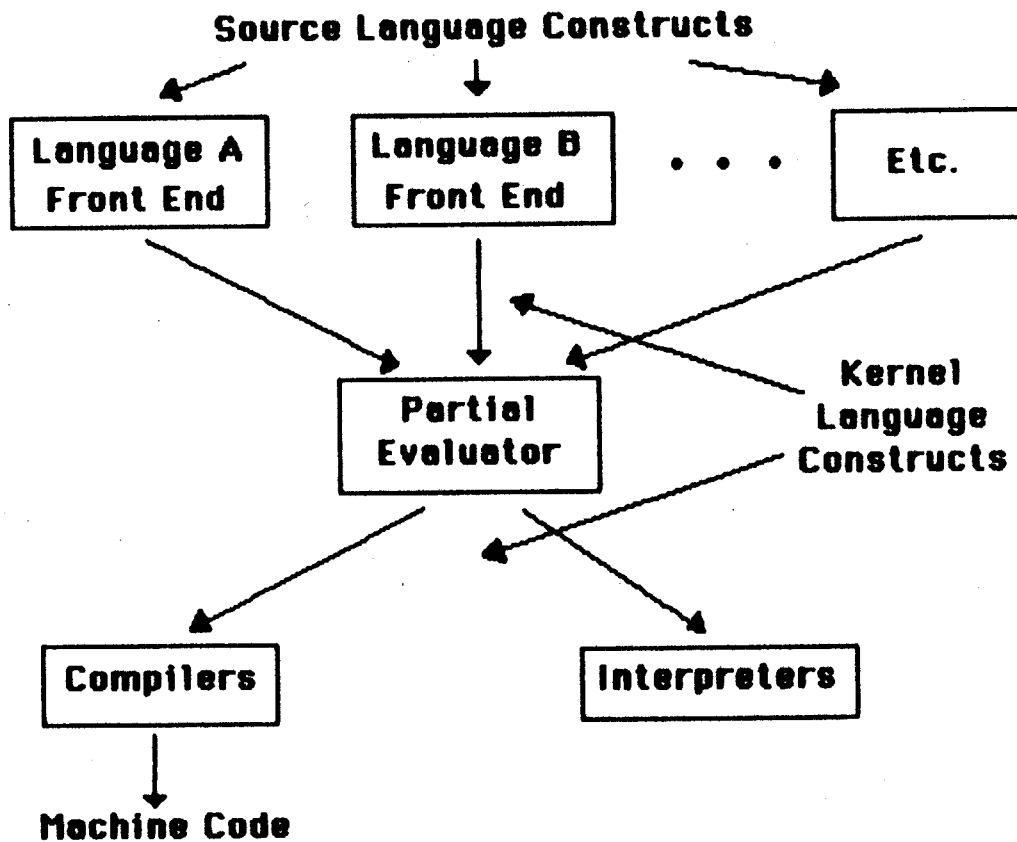 Source Language Constructs
Language A
Front End
Language B
Front End
• • •
Etc.
Partial
Evaluator
Kernel
Language
Constructs
Compilers
Interpreters
Machine Code